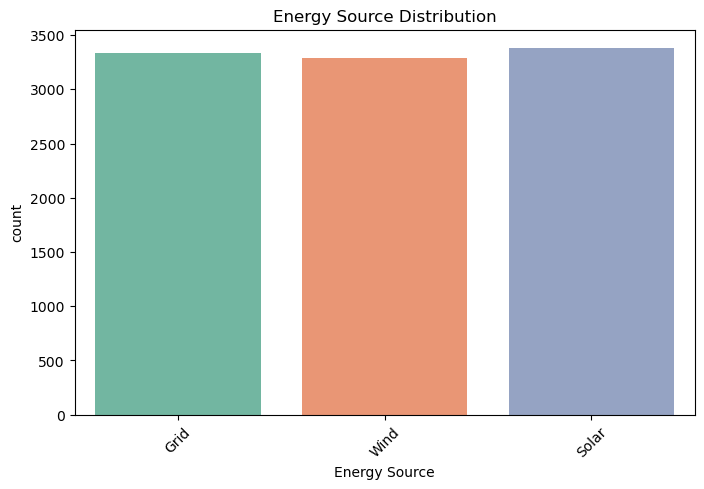 Energy Source Distribution
3500
3000
2500
2000
1500
1000
500
0
count
Grid
Wind
Solar
Energy Source